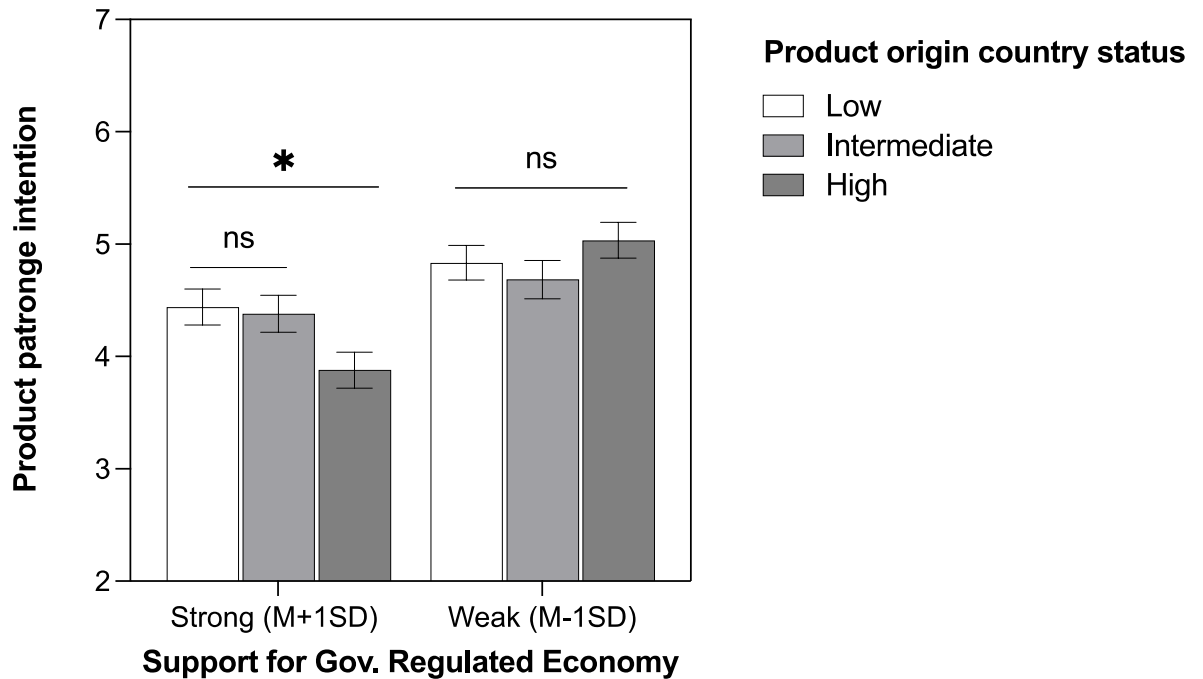 7
6
5
4
3
2
Product patronge intention
*
ns
ns
Strong (M+1SD)
Weak (M-1SD)
Support for Gov. Regulated Economy
Product origin country status
Low
Intermediate
High